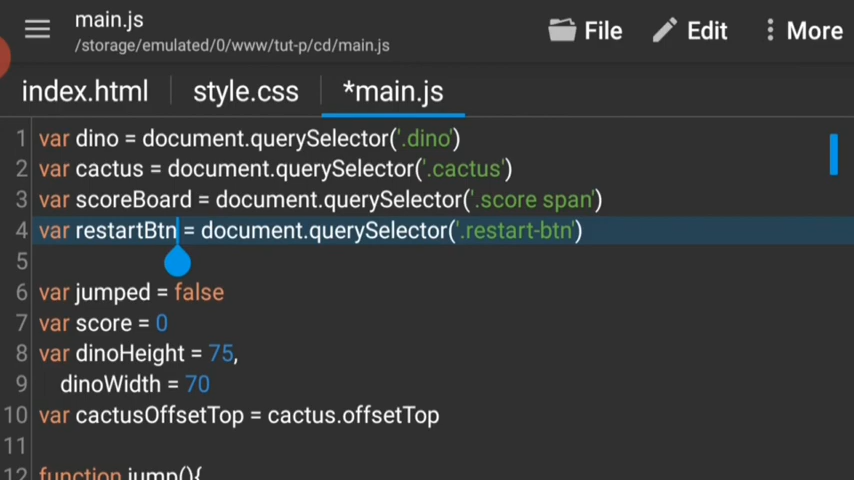 main.js
/storage/emulated/0/www/tut-p/cd/main.js
File
Edit
More
index.html
style.css
*main.js
1 var dino = document.querySelector('.dino')
2 var cactus = document.querySelector('.cactus')
3 var scoreBoard = document.querySelector('.score span')
4 var restartBtn = document.querySelector('.restart-btn')
5
6 var jumped = false
7 var score = 0
8 var dinoHeight = 75,
9 dinoWidth = 70
10 var cactusOffsetTop = cactus.offsetTop
11
12 function jump(){